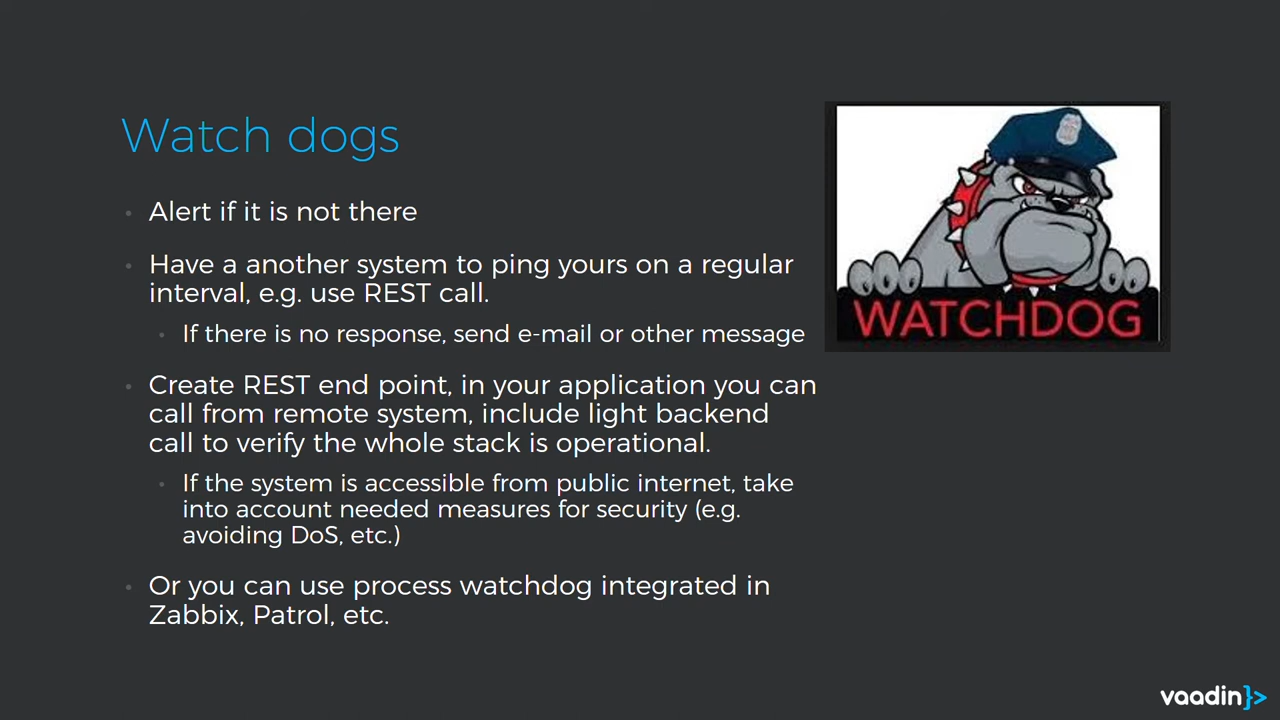 Watch dogs
• Alert if it is not there
• Have a another system to ping yours on a regular
interval, e.g. use REST call.
• If there is no response, send e-mail or other message
• Create REST end point, in your application you can
call from remote system, include light backend
call to verify the whole stack is operational.
• If the system is accessible from public internet, take
into account needed measures for security (e.g.
avoiding DoS, etc.)
• Or you can use process watchdog integrated in
Zabbix, Patrol, etc.
WATCHDOG
vaadin}>